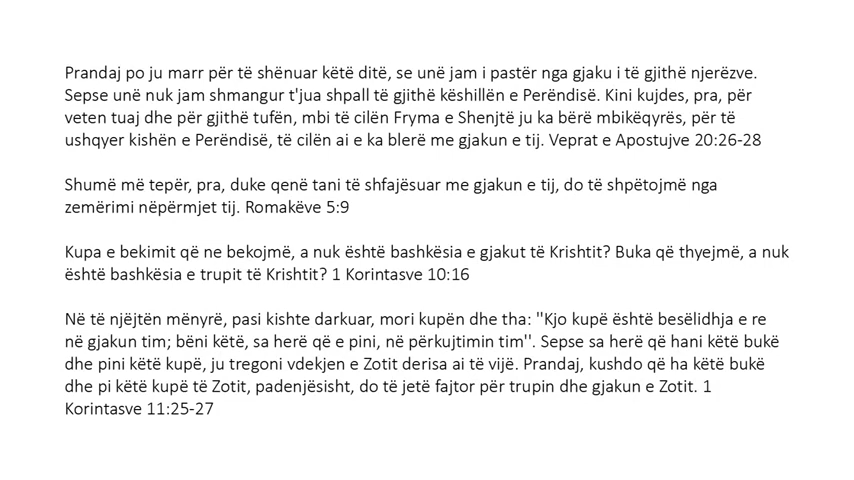 Prandaj po ju marr për të shënuar këtë ditë, se unë jam i pastër nga gjaku i të gjithë njerëzve.
Sepse unë nuk jam shmangur t'jua shpall të gjithë këshillën e Perëndisë. Kini kujdes, pra, për
veten tuaj dhe për gjithë tufën, mbi të cilën Fryma e Shenjtë ju ka bërë mbikëqyrës, për të
ushqyer kishën e Perëndisë, të cilën ai e ka blerë me gjakun e tij. Veprat e Apostujve 20:26-28
Shumë më tepër, pra, duke qenë tani të shfajësuar me gjakun e tij, do të shpëtojmë nga
zemërimi nëpërmjet tij. Romakëve 5:9
Kupa e bekimit që ne bekojmë, a nuk është bashkësia e gjakut të Krishtit? Buka që thyejmë, a nuk
është bashkësia e trupit të Krishtit? 1 Korintasve 10:16
Në të njëjtën mënyrë, pasi kishte darkuar, mori kupën dhe tha: ''Kjo kupë është besëlidhja e re
në gjakun tim; bëni këtë, sa herë që e pini, në përkujtimin tim''. Sepse sa herë që hani këtë bukë
dhe pini këtë kupë, ju tregoni vdekjen e Zotit derisa ai të vijë. Prandaj, kushdo që ha këtë bukë
dhe pi këtë kupë të Zotit, padenjësisht, do të jetë fajtor për trupin dhe gjakun e Zotit. 1
Korintasve 11:25-27